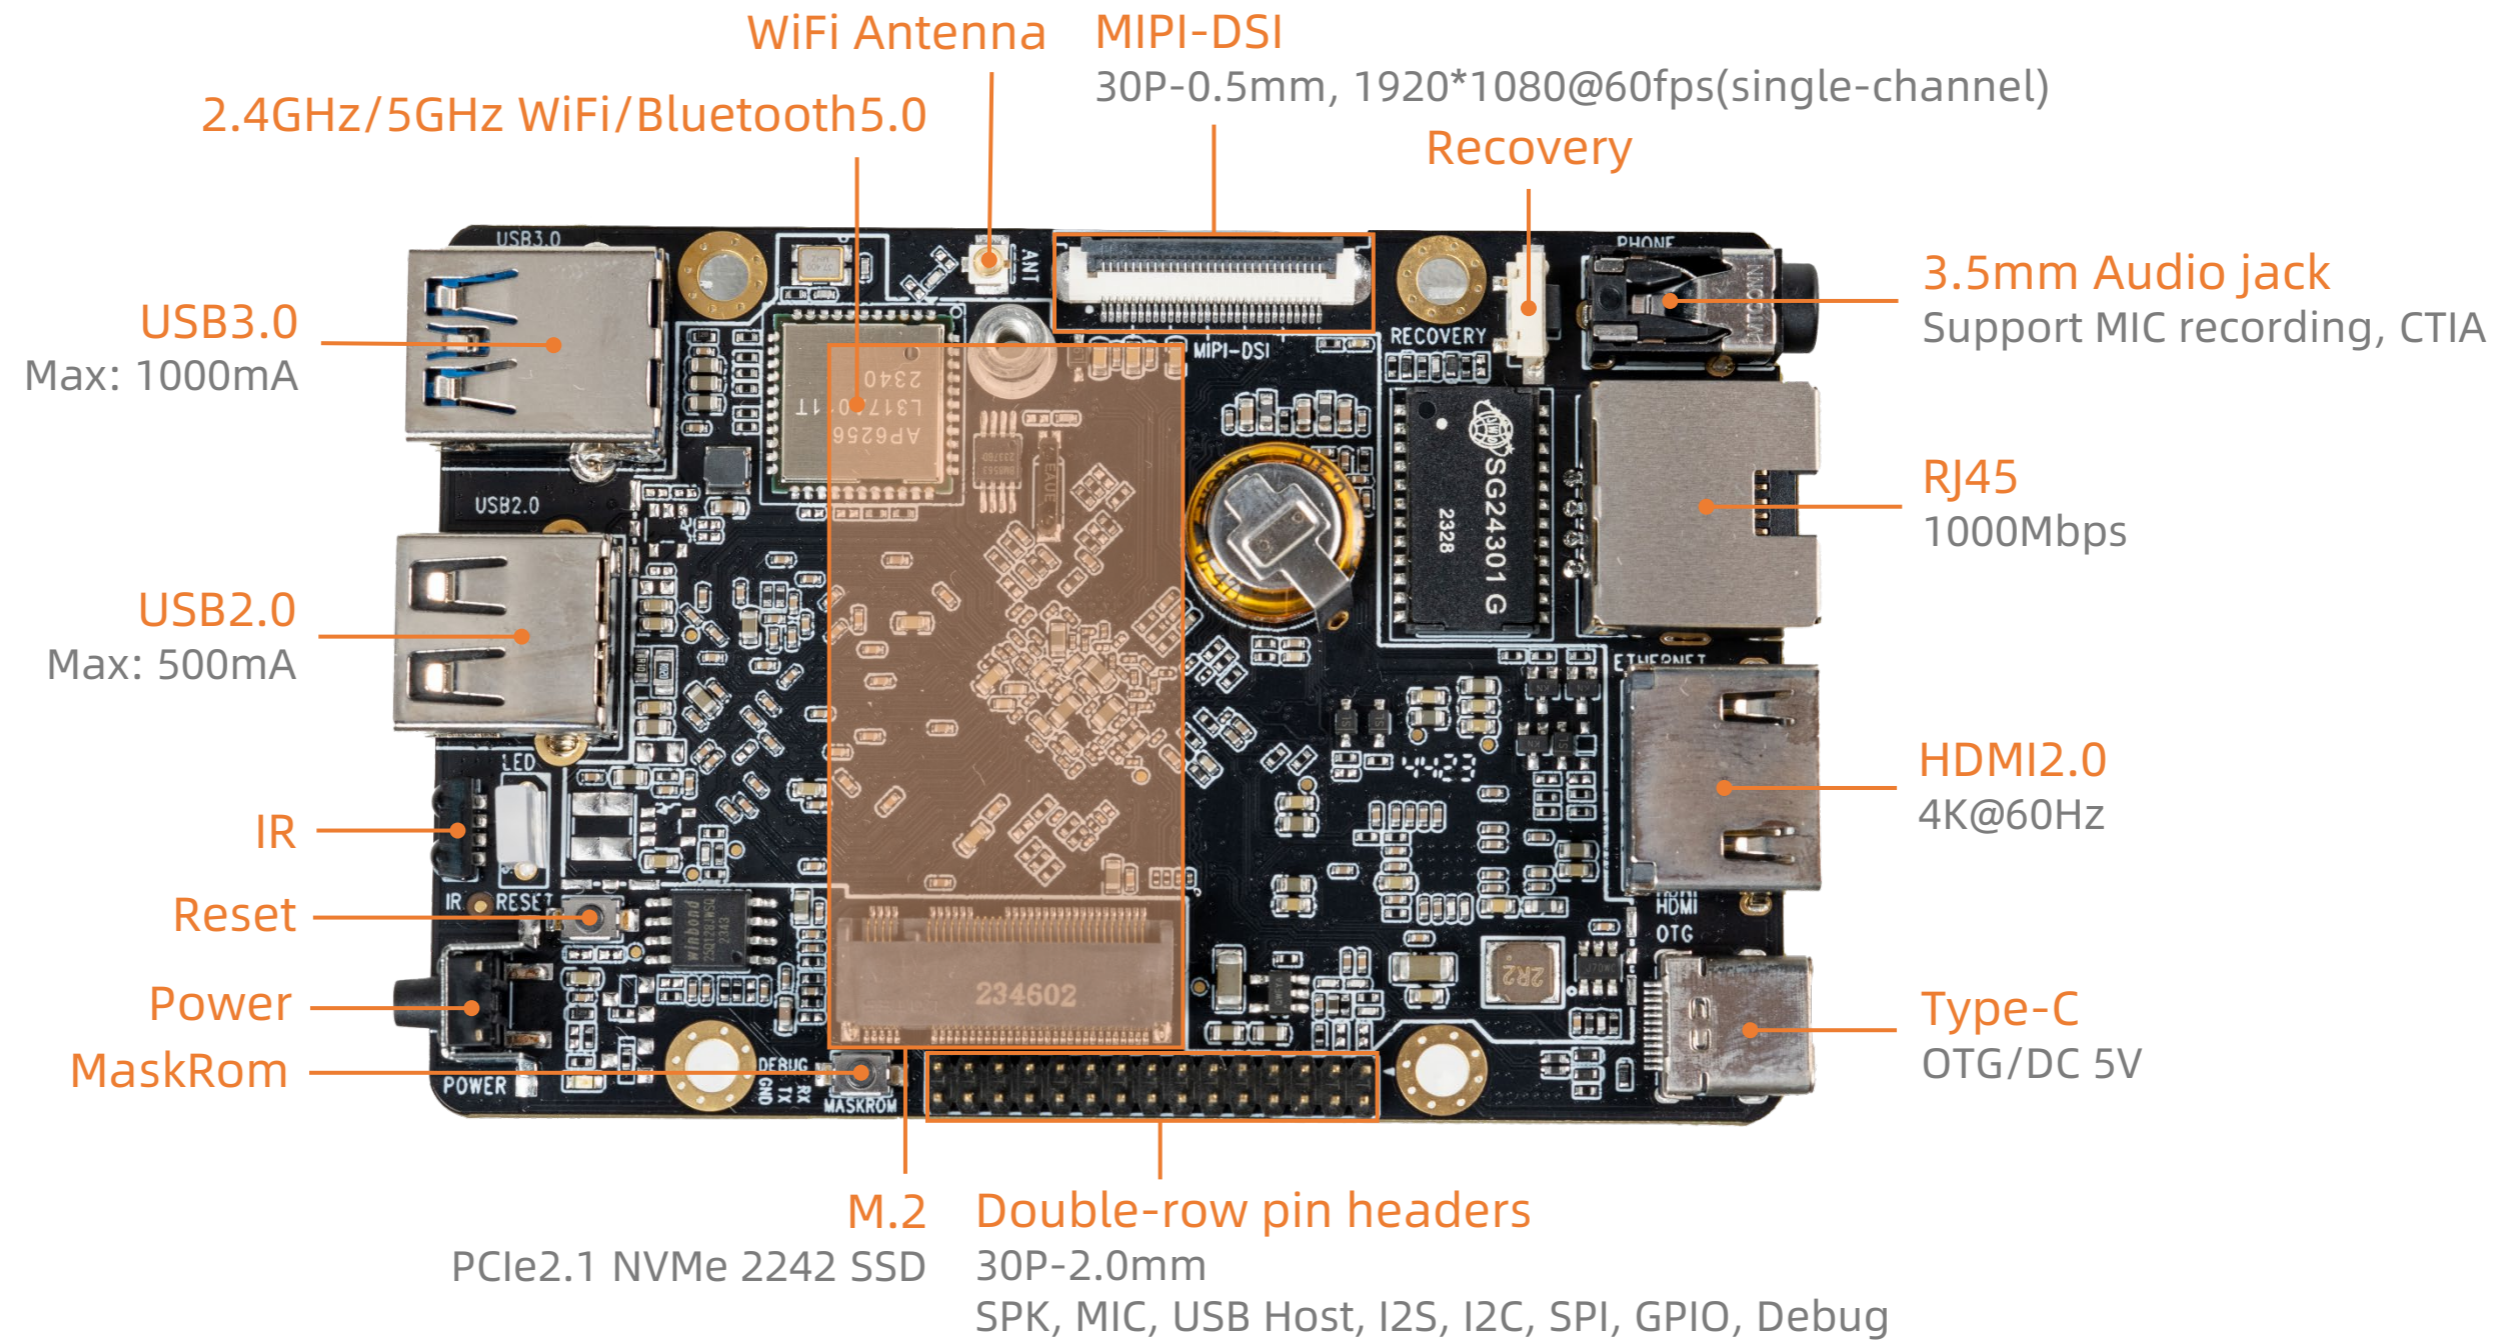 WiFi Antenna
MIPI-DSI
30P-0.5mm, 1920*1080@60fps(single-channel)
2.4GHz/5GHz WiFi/Bluetooth5.0
Recovery
USB3.0
Max: 1000mA
USB2.0
Max: 500mA
IR
Reset
Power
MaskRom
3.5mm Audio jack
Support MIC recording, CTIA
RJ45
1000Mbps
HDMI2.0
4K@60Hz
Type-C
OTG/DC 5V
M.2
PCIe2.1 NVMe 2242 SSD
Double-row pin headers
30P-2.0mm
SPK, MIC, USB Host, I2S, I2C, SPI, GPIO, Debug
USB3.0
ANT
MIPI-DSI
RECOVERY
PHONE
2340
AP6256
SG24301 G
2328
USB2.0
ETHERNET
LED
4423
IR
RESET
winbond
25Q128JWSQ
2343
HDMI
OTG
2R2
234602
POWER
DEBUG
GND
TX
RX
MASKROM